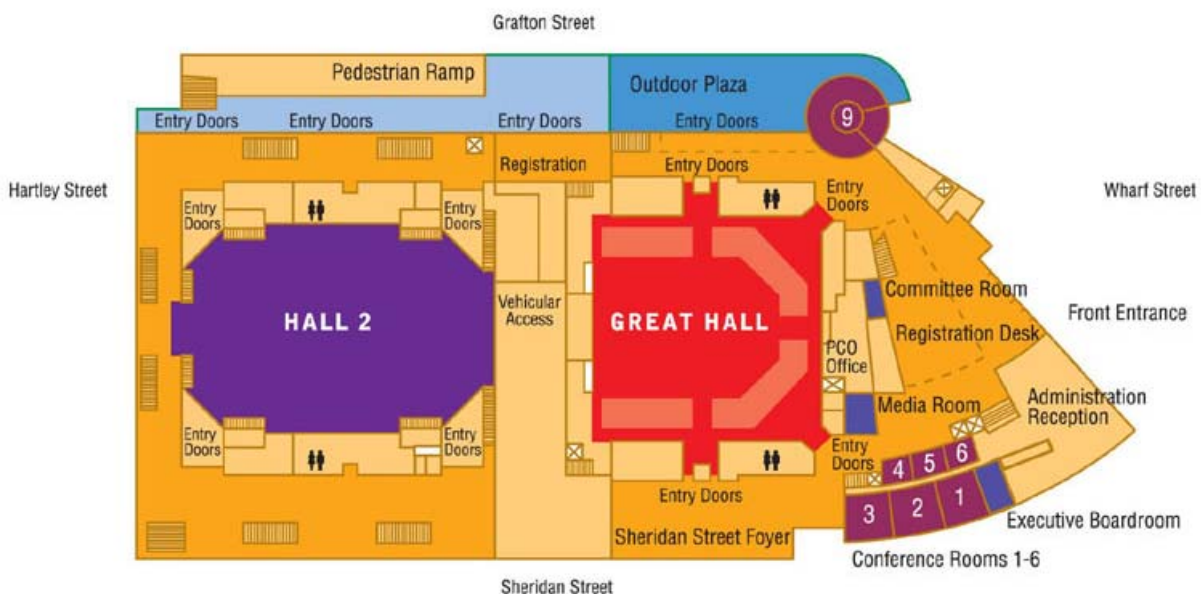 Grafton Street
Pedestrian Ramp
Outdoor Plaza
9
Entry Doors
Entry Doors
Entry Doors
Entry Doors
Registration
Entry Doors
Hartley Street
Wharf Street
Entry
Doors
Entry
Doors
Entry
Doors
Committee Room
Vehicular
Access
HALL 2
GREAT HALL
Front Entrance
Registration Desk
PCO
Office
Administration
Reception
Media Room
Entry
Doors
Entry
Doors
Entry
Doors
4
5
6
3
2
1
Entry Doors
Executive Boardroom
Sheridan Street Foyer
Conference Rooms 1-6
Sheridan Street